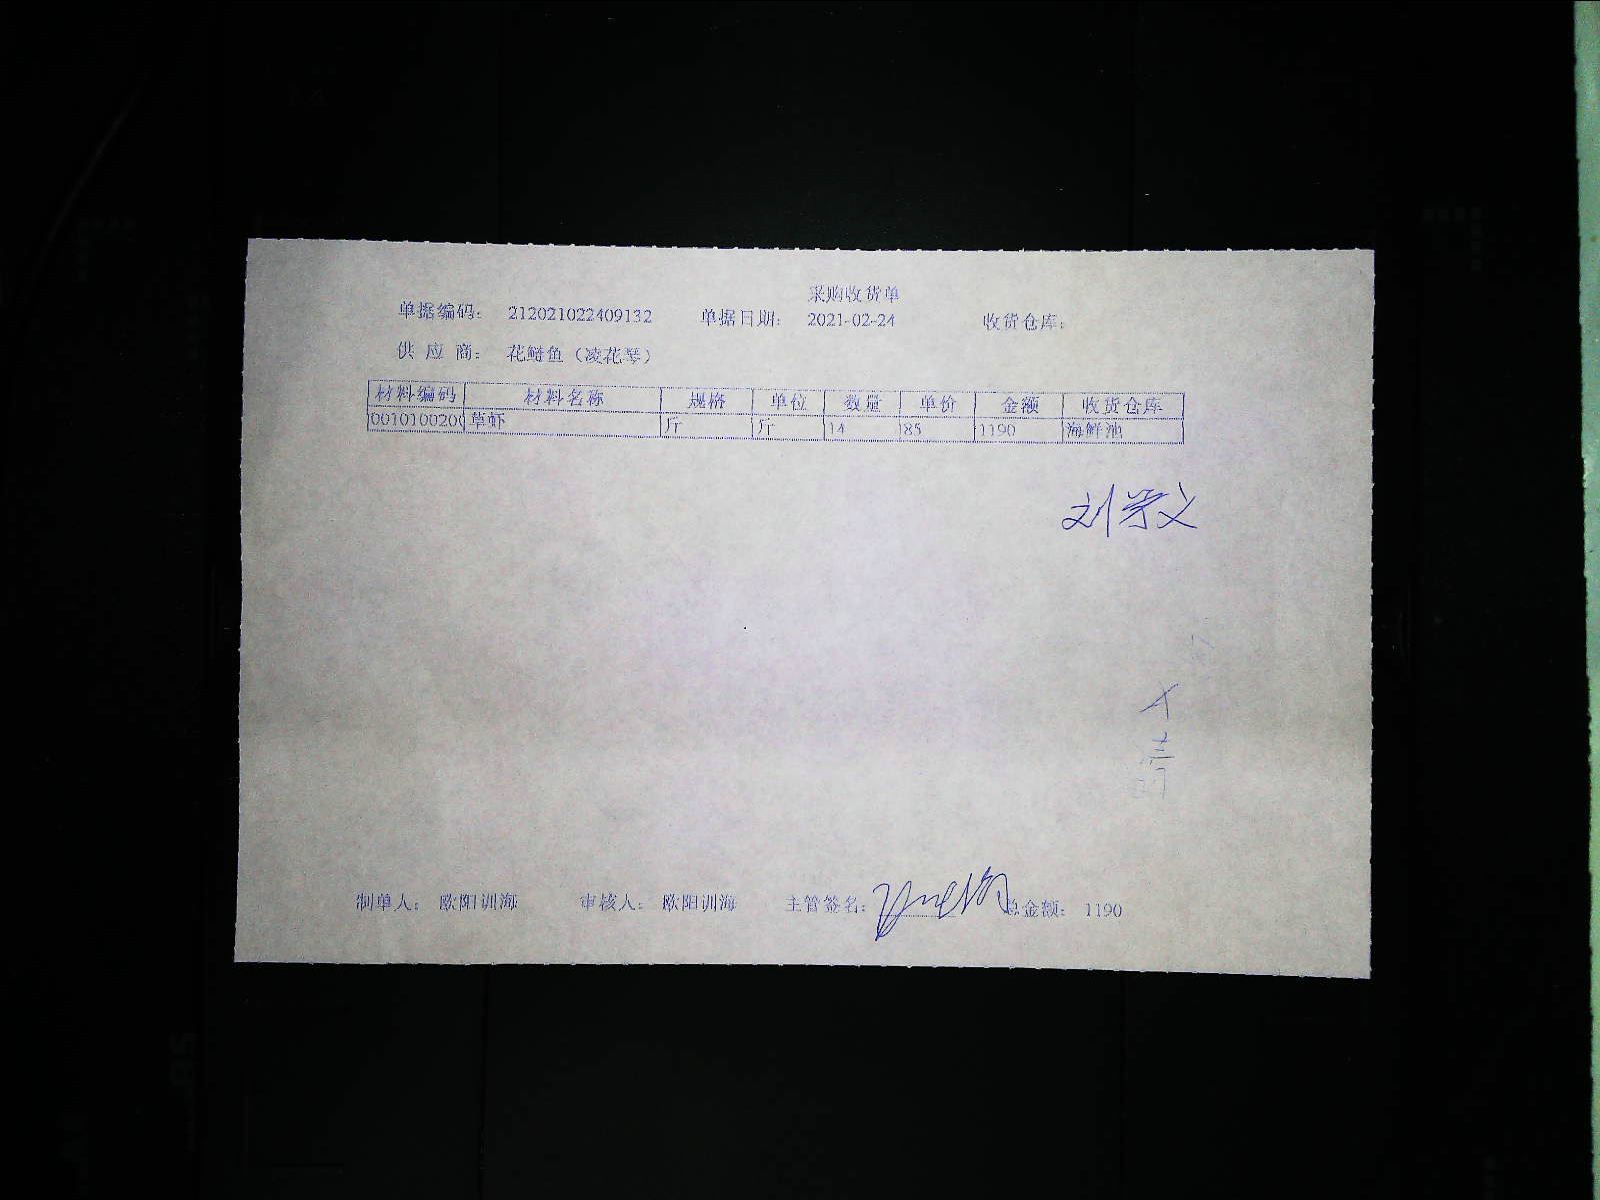 采购收货单
单据编码： 212021022409132 单据日期： 2021-02-24 收货仓库：
供 应 商： 花鲢鱼（凌花琴）
材料编码 材料名称 规格 单位 数量 单价 金额 收货仓库
0010100200 草虾 斤 斤 14 85 1190 海鲜池
刘荣文
制单人： 欧阳训海 审核人： 欧阳训海 主管签名： 总金额： 1190